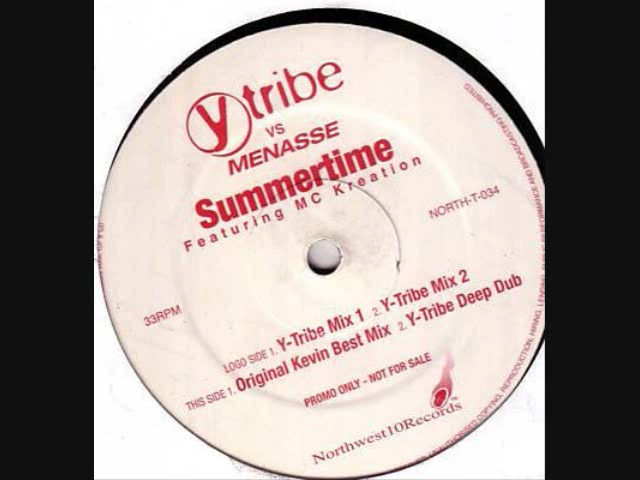 ytribe
VS
MENASSE
Summertime
Featuring MC Kreation
NORTH-T-034
33RPM
LOGO SIDE 1. Y-Tribe Mix 1 2. Y-Tribe Mix 2
THIS SIDE 1. Original Kevin Best Mix 2. Y-Tribe Deep Dub
PROMO ONLY - NOT FOR SALE
Northwest10Records
TM